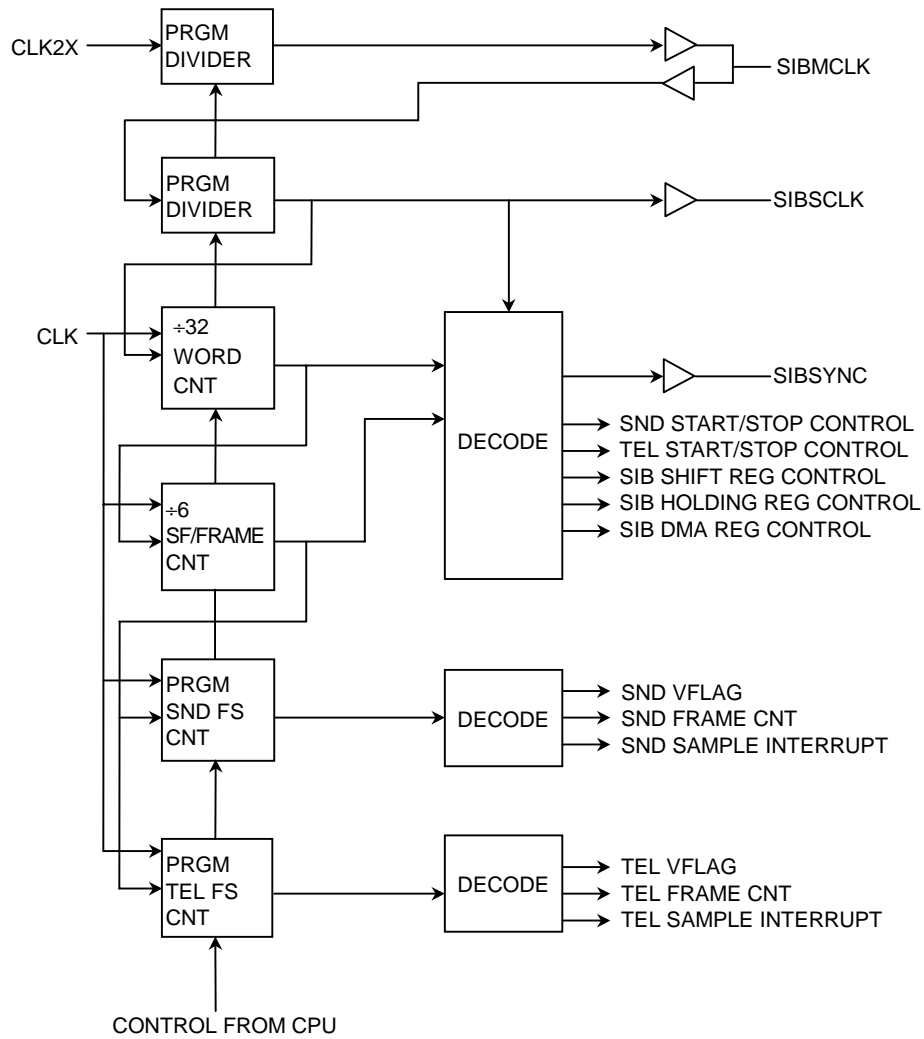 CLK2X
PRGM
DIVIDER
SIBMCLK
PRGM
DIVIDER
SIBSCLK
CLK
÷32
WORD
CNT
DECODE
SIBSYNC
SND START/STOP CONTROL
TEL START/STOP CONTROL
SIB SHIFT REG CONTROL
SIB HOLDING REG CONTROL
SIB DMA REG CONTROL
÷6
SF/FRAME
CNT
PRGM
SND FS
CNT
DECODE
SND VFLAG
SND FRAME CNT
SND SAMPLE INTERRUPT
PRGM
TEL FS
CNT
DECODE
TEL VFLAG
TEL FRAME CNT
TEL SAMPLE INTERRUPT
CONTROL FROM CPU